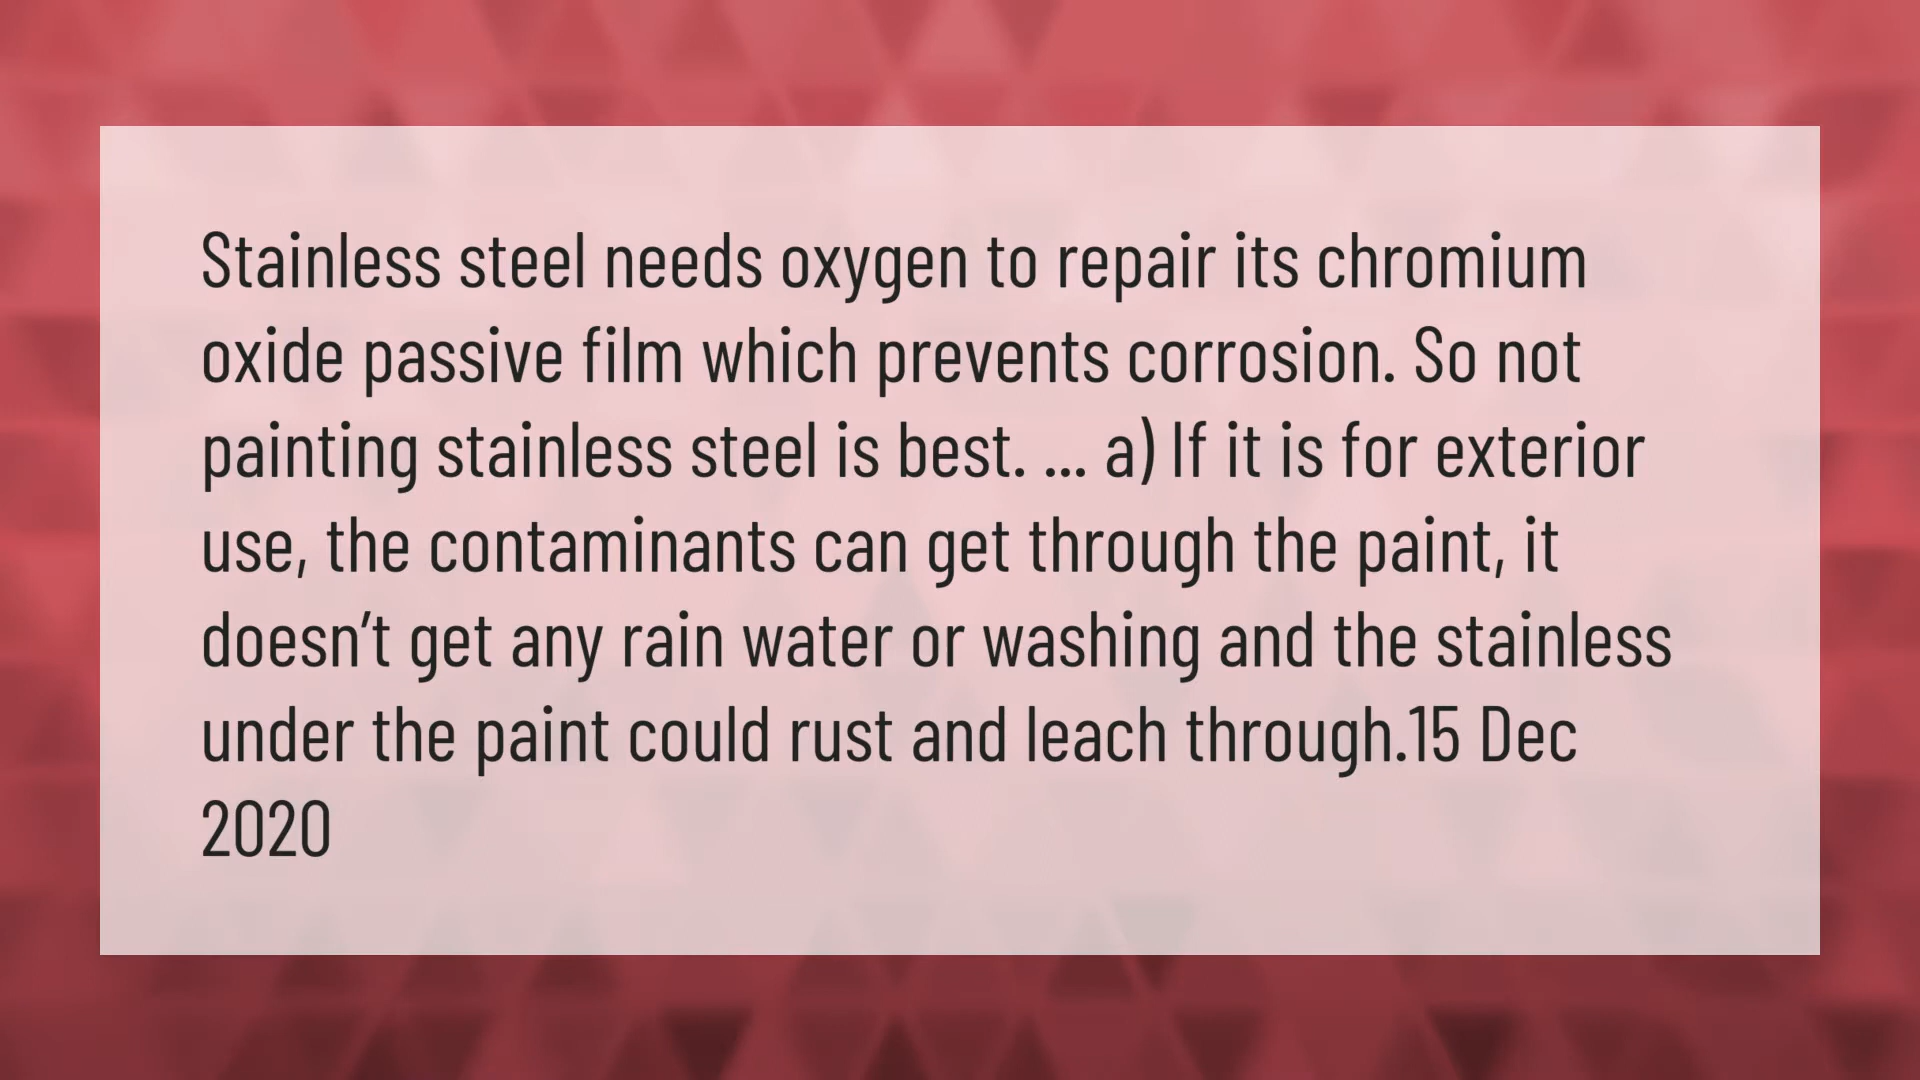 Stainless steel needs oxygen to repair its chromium
oxide passive film which prevents corrosion. So not
painting stainless steel is best. ... a) If it is for exterior
use, the contaminants can get through the paint, it
doesn’t get any rain water or washing and the stainless
under the paint could rust and leach through.15 Dec
2020